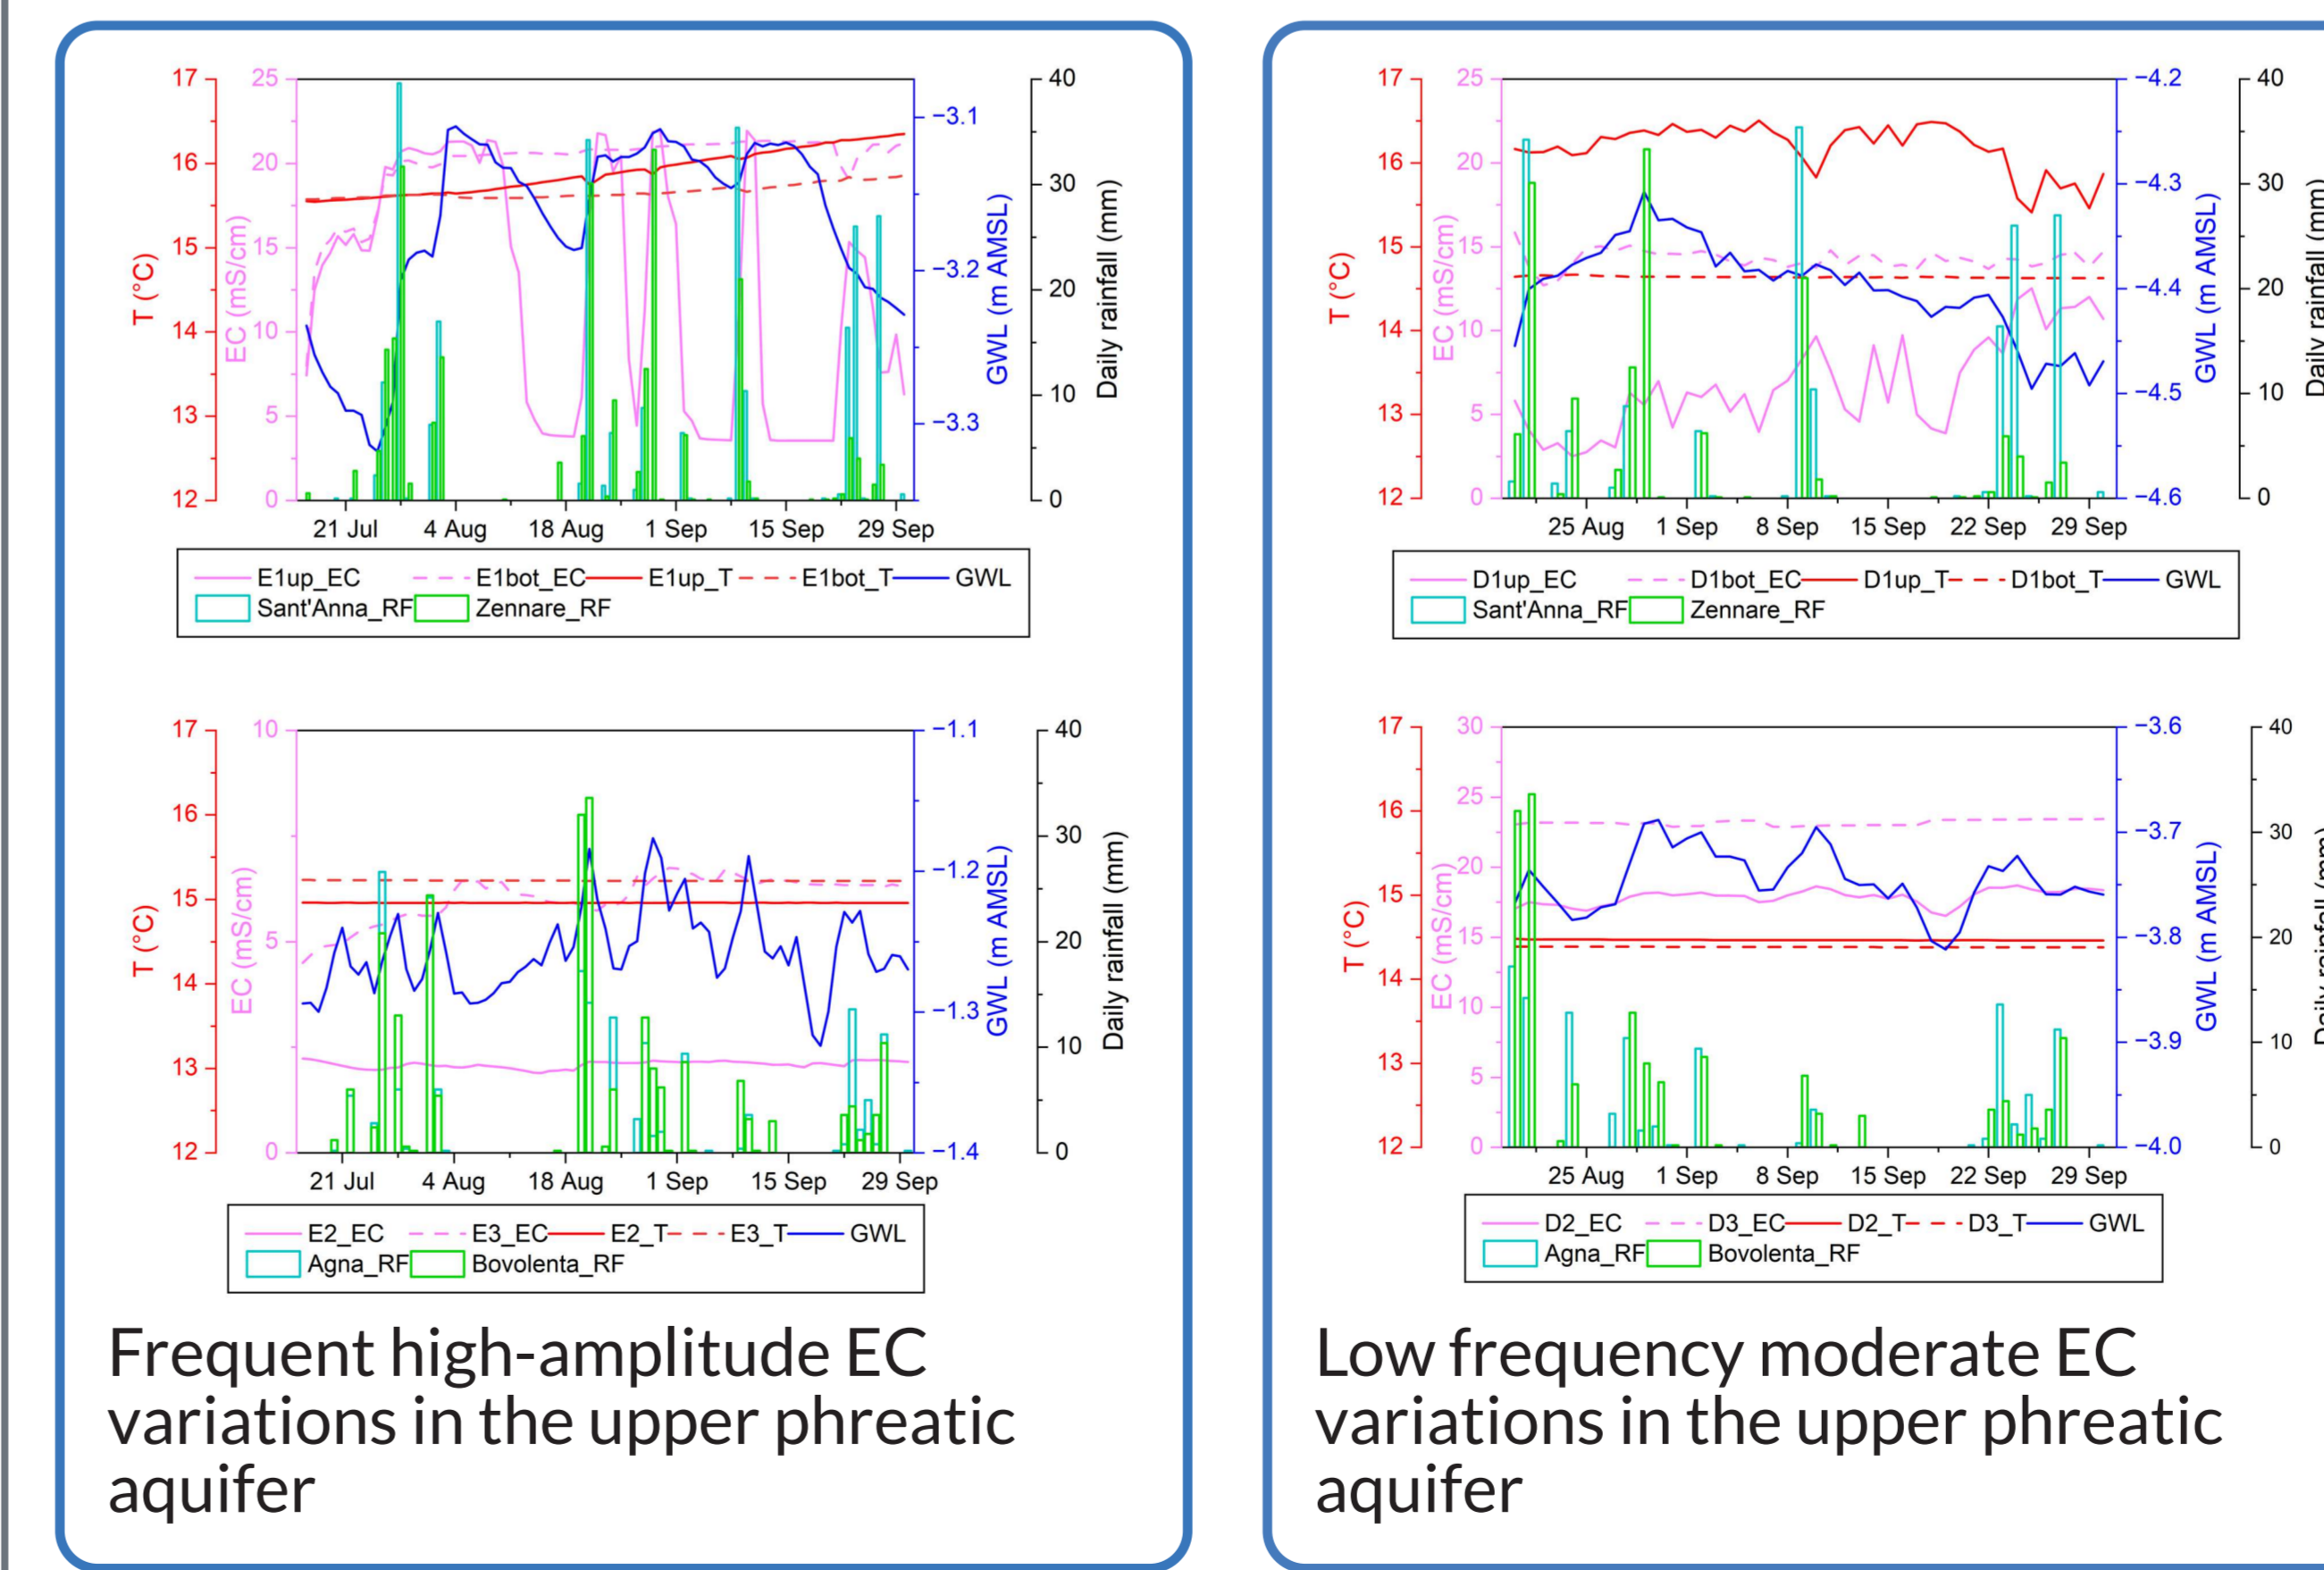 17
16
15
14
13
12
T (°C)
25
20
15
10
5
0
EC (mS/cm)
−3.1
−3.2
−3.3
GWL (m AMSL)
40
30
20
10
0
Daily rainfall (mm)
21 Jul 4 Aug 18 Aug 1 Sep 15 Sep 29 Sep
E1up_EC E1bot_EC E1up_T E1bot_T GWL
Sant'Anna_RF Zennare_RF
17
16
15
14
13
12
T (°C)
10
5
0
EC (mS/cm)
−1.1
−1.2
−1.3
−1.4
GWL (m AMSL)
40
30
20
10
0
Daily rainfall (mm)
21 Jul 4 Aug 18 Aug 1 Sep 15 Sep 29 Sep
E2_EC E3_EC E2_T E3_T GWL
Agna_RF Bovolenta_RF
Frequent high-amplitude EC
variations in the upper phreatic
aquifer
17
16
15
14
13
12
T (°C)
25
20
15
10
5
0
EC (mS/cm)
−4.2
−4.3
−4.4
−4.5
−4.6
GWL (m AMSL)
40
30
20
10
0
Daily rainfall (mm)
25 Aug 1 Sep 8 Sep 15 Sep 22 Sep 29 Sep
D1up_EC D1bot_EC D1up_T D1bot_T GWL
Sant'Anna_RF Zennare_RF
17
16
15
14
13
12
T (°C)
30
25
20
15
10
5
0
EC (mS/cm)
−3.6
−3.7
−3.8
−3.9
−4.0
GWL (m AMSL)
40
30
20
10
0
Daily rainfall (mm)
25 Aug 1 Sep 8 Sep 15 Sep 22 Sep 29 Sep
D2_EC D3_EC D2_T D3_T GWL
Agna_RF Bovolenta_RF
Low frequency moderate EC
variations in the upper phreatic
aquifer